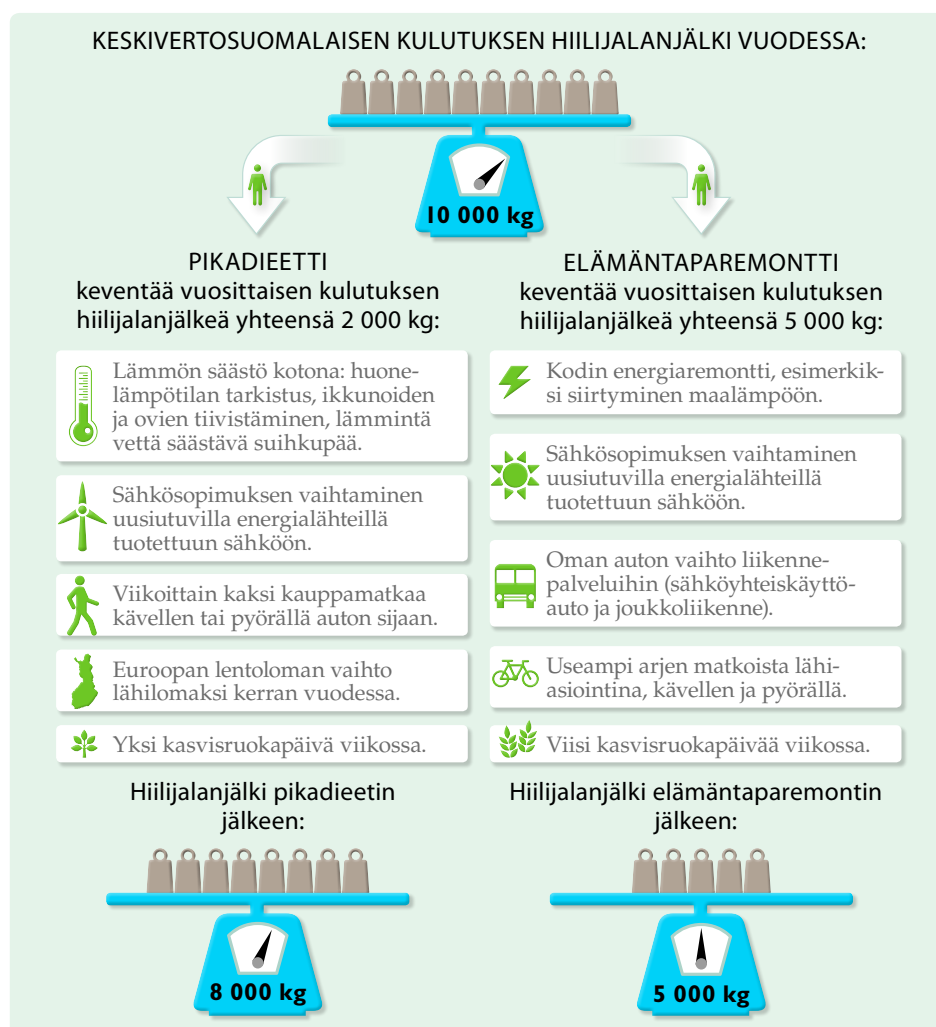 KESKIVERTOSUOMALAISEN KULUTUKSEN HIILIJALANJÄLKI VUODESSA:
10 000 kg
PIKADIEETTI
keventää vuosittaisen kulutuksen
hiilijalanjälkeä yhteensä 2 000 kg:
Lämmön säästö kotona: huone-
lämpötilan tarkistus, ikkunoiden
ja ovien tiivistäminen, lämmintä
vettä säästävä suihkupää.
Sähkösopimuksen vaihtaminen
uusiutuvilla energialähteillä
tuotettuun sähköön.
Viikoittain kaksi kauppamatkaa
kävellen tai pyörällä auton sijaan.
Euroopan lentoloman vaihto
lähilomaksi kerran vuodessa.
Yksi kasvisruokapäivä viikossa.
Hiilijalanjälki pikadieetin
jälkeen:
8 000 kg
ELÄMÄNTAPAREMONTTI
keventää vuosittaisen kulutuksen
hiilijalanjälkeä yhteensä 5 000 kg:
Kodin energiaremontti, esimerkik-
si siirtyminen maalämpöön.
Sähkösopimuksen vaihtaminen
uusiutuvilla energialähteillä
tuotettuun sähköön.
Oman auton vaihto liikenne-
palveluihin (sähköyhteiskäyttö-
auto ja joukkoliikenne).
Useampi arjen matkoista lähi-
asiointina, kävellen ja pyörällä.
Viisi kasvisruokapäivää viikossa.
Hiilijalanjälki elämäntaparemontin
jälkeen:
5 000 kg